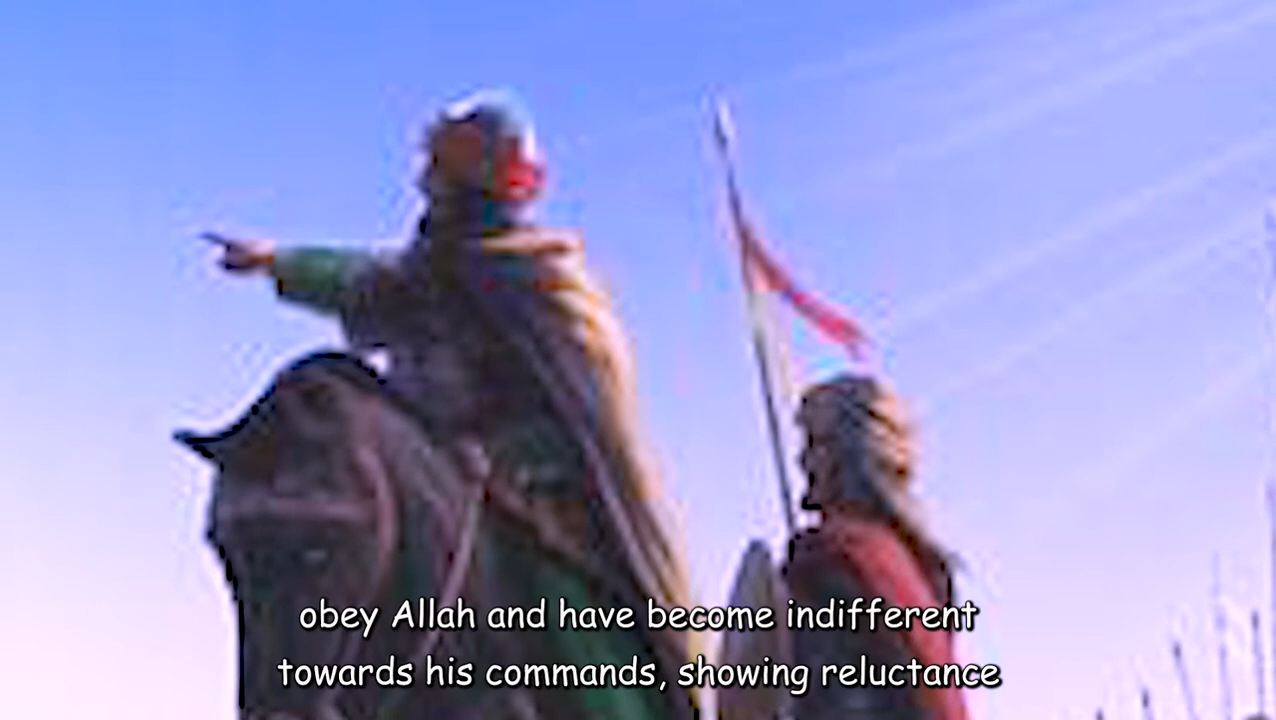 obey Allah and have become indifferent
towards his commands, showing reluctance